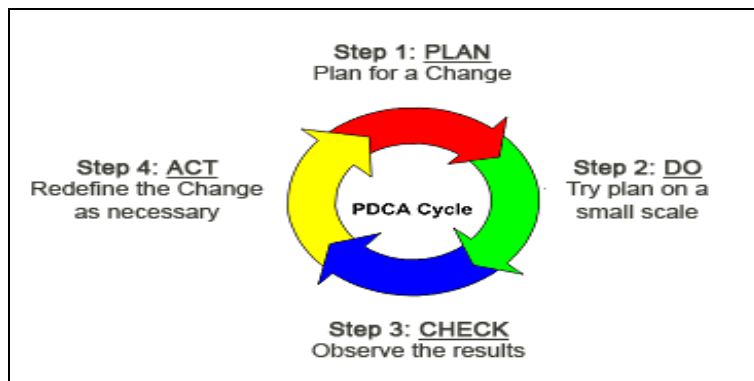 Step 1: PLAN
Plan for a Change
Step 2: DO
Try plan on a
small scale
Step 3: CHECK
Observe the results
Step 4: ACT
Redefine the Change
as necessary
PDCA Cycle